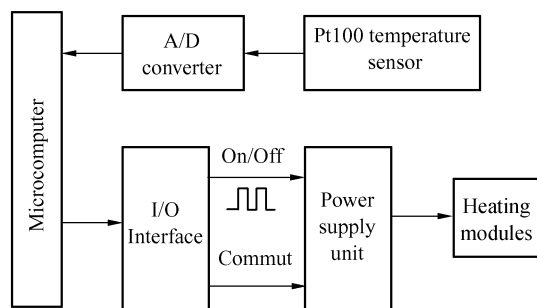 Microcomputer
A/D
converter
Pt100 temperature
sensor
I/O
Interface
On/Off
Commut
Power
supply
unit
Heating
modules